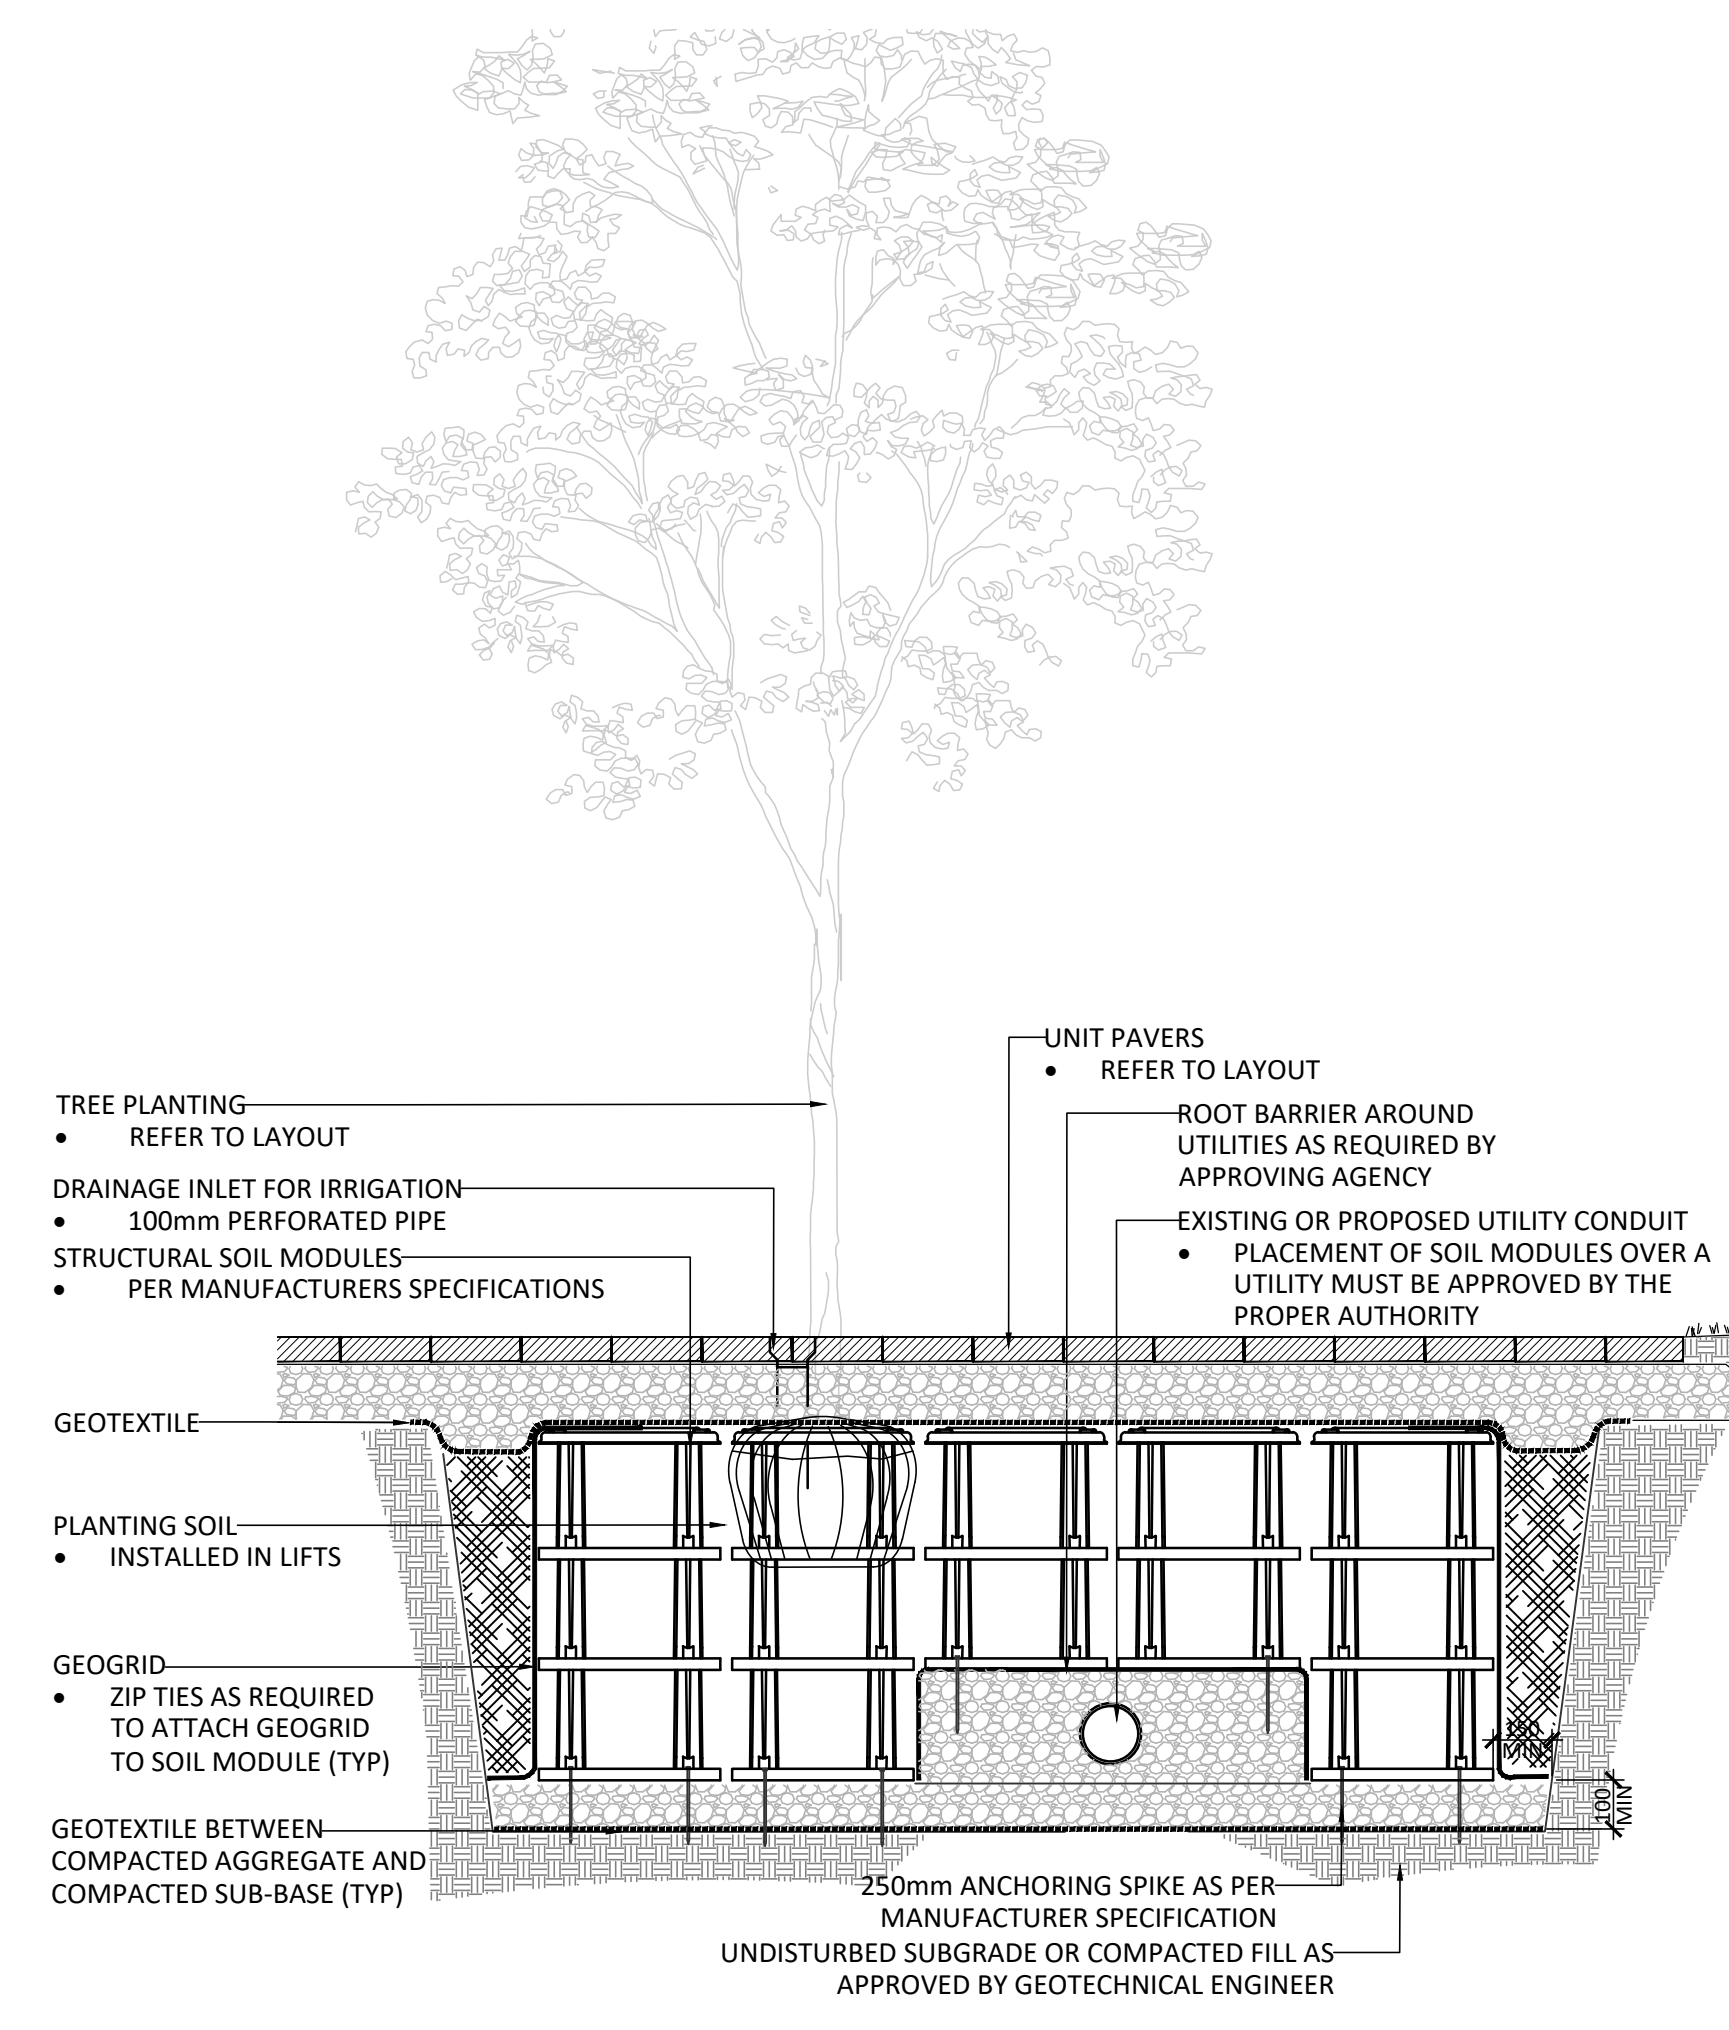 UNIT PAVERS
• REFER TO LAYOUT
TREE PLANTING
• REFER TO LAYOUT
ROOT BARRIER AROUND
UTILITIES AS REQUIRED BY
APPROVING AGENCY
DRAINAGE INLET FOR IRRIGATION
• 100mm PERFORATED PIPE
STRUCTURAL SOIL MODULES
• PER MANUFACTURERS SPECIFICATIONS
EXISTING OR PROPOSED UTILITY CONDUIT
• PLACEMENT OF SOIL MODULES OVER A
UTILITY MUST BE APPROVED BY THE
PROPER AUTHORITY
GEOTEXTILE
PLANTING SOIL
• INSTALLED IN LIFTS
GEOGRID
• ZIP TIES AS REQUIRED
TO ATTACH GEOGRID
TO SOIL MODULE (TYP)
150
MIN
100
MIN
GEOTEXTILE BETWEEN
COMPACTED AGGREGATE AND
COMPACTED SUB-BASE (TYP)
250mm ANCHORING SPIKE AS PER
MANUFACTURER SPECIFICATION
UNDISTURBED SUBGRADE OR COMPACTED FILL AS
APPROVED BY GEOTECHNICAL ENGINEER